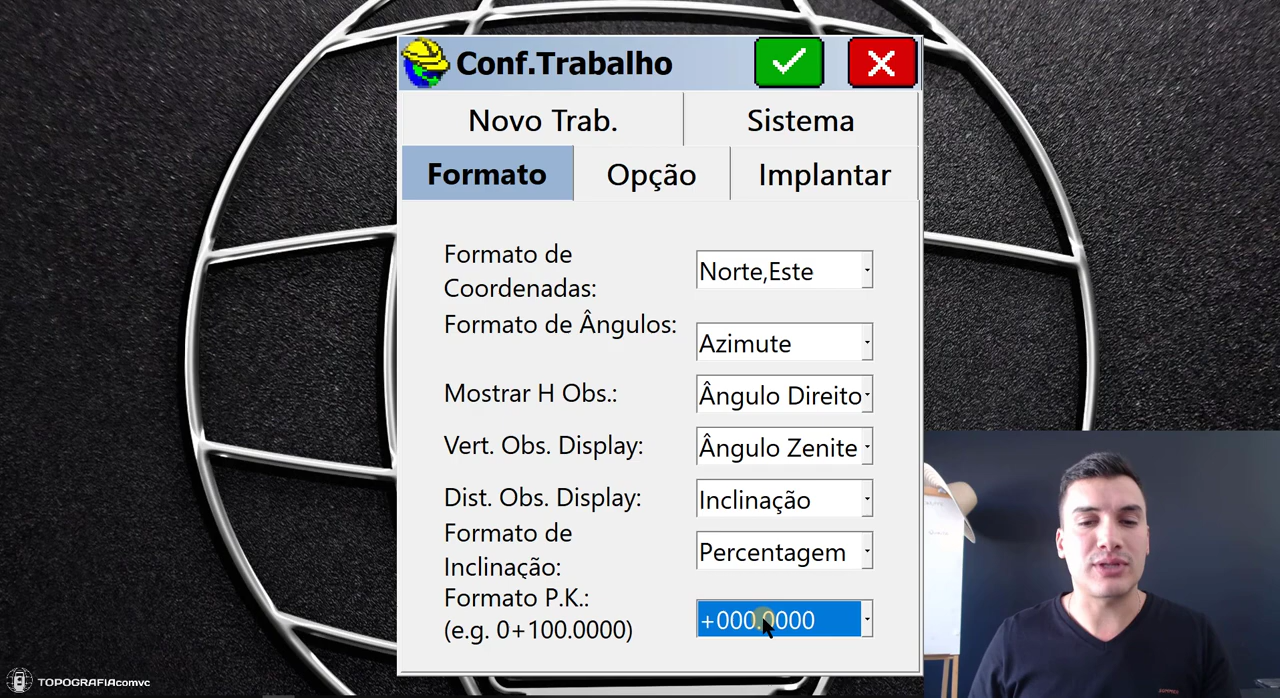 Conf.Trabalho
Novo Trab.
Sistema
Formato
Opção
Implantar
Formato de
Coordenadas:
Norte,Este
Formato de Ângulos:
Azimute
Mostrar H Obs.:
Ângulo Direito
Vert. Obs. Display:
Ângulo Zenite
Dist. Obs. Display:
Inclinação
Formato de
Inclinação:
Percentagem
Formato P.K.:
(e.g. 0+100.0000)
+000.0000
TOPOGRAFIAcomvc